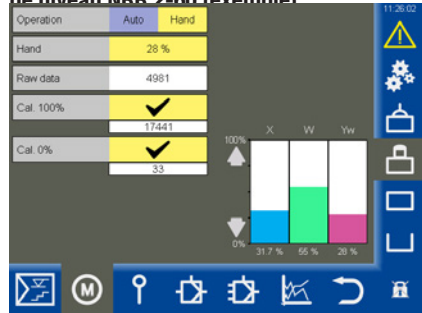 11:26:02
Operation Auto Hand
Hand 28 %
Raw data 4981
Cal. 100%
17441
Cal. 0%
33
X W Yw
100%
0%
31.7 % 55 % 28 %
M